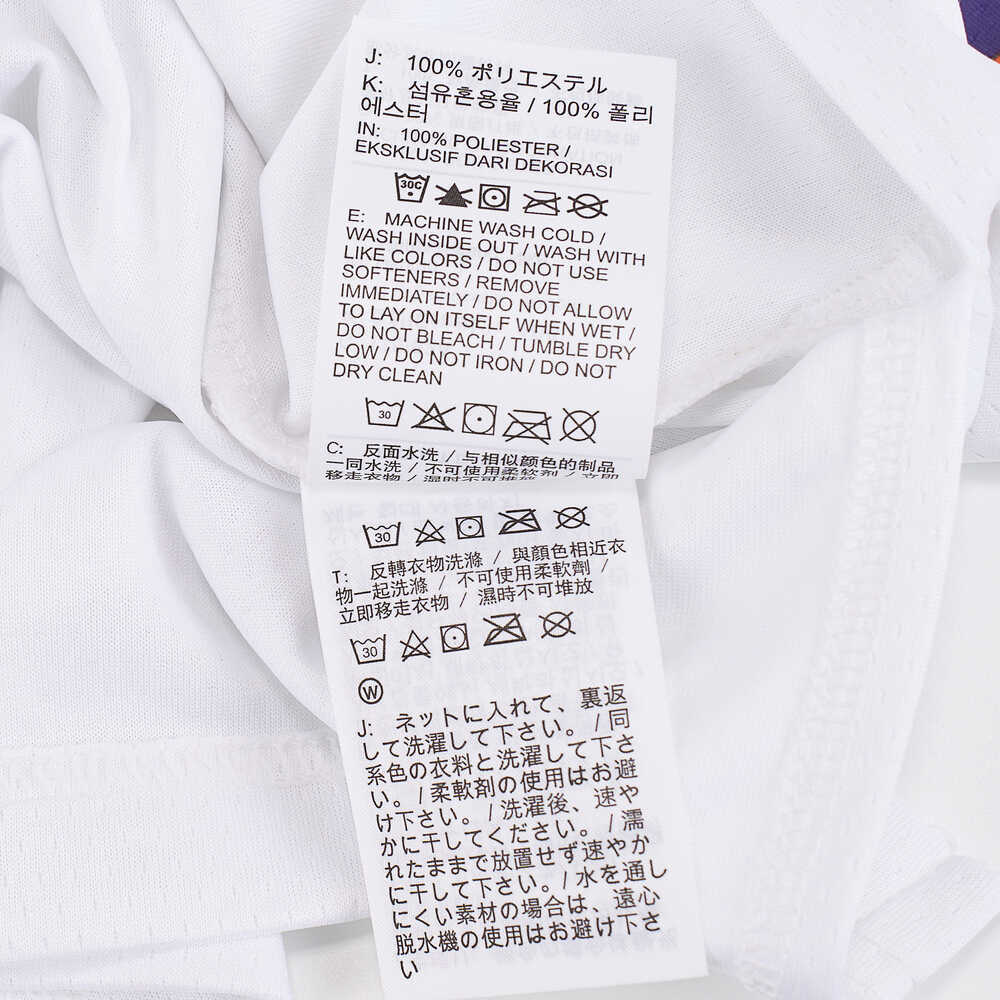 J: 100% ポリエステル
K: 섬유혼용율 / 100% 폴리
에스터
IN: 100% POLIESTER /
EKSKLUSIF DARI DEKORASI
30C
E: MACHINE WASH COLD /
WASH INSIDE OUT / WASH WITH
LIKE COLORS / DO NOT USE
SOFTENERS / REMOVE
IMMEDIATELY / DO NOT ALLOW
TO LAY ON ITSELF WHEN WET /
DO NOT BLEACH / TUMBLE DRY
LOW / DO NOT IRON / DO NOT
DRY CLEAN
30
C: 反面水洗 / 与相似颜色的制品
一同水洗 / 不可使用柔软剂 / 立即
移走衣物 / 湿时不可堆放
30
T: 反轉衣物洗滌 / 與顏色相近衣
物一起洗滌 / 不可使用柔軟劑 /
立即移走衣物 / 濕時不可堆放
30
W
J: ネットに入れて、裏返
して洗濯して下さい。/ 同
系色の衣料と洗濯して下さ
い。/ 柔軟剤の使用はお避
け下さい。/ 洗濯後、速や
かに干してください。/ 濡
れたままで放置せず速やか
に干して下さい。/ 水を通し
にくい素材の場合は、遠心
脱水機の使用はお避け下さ
い